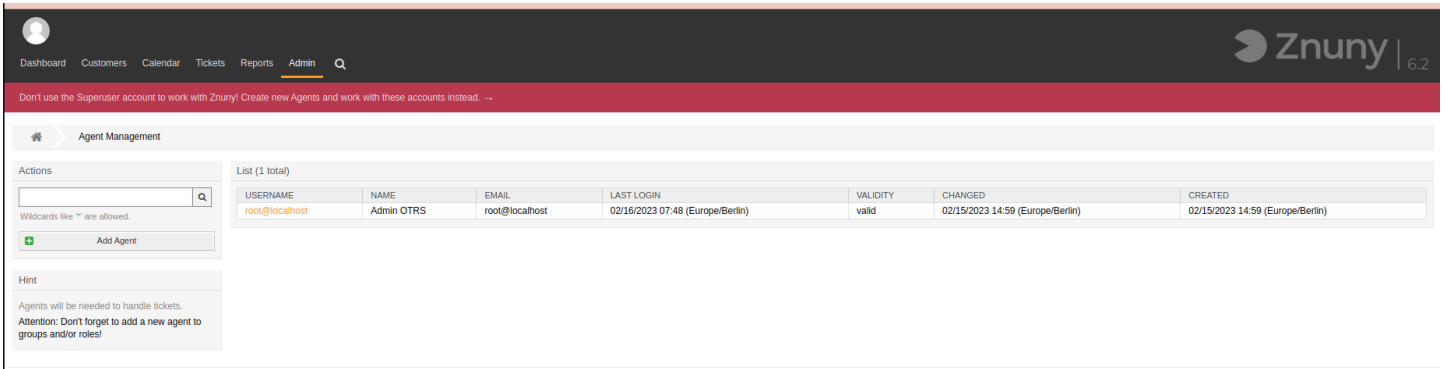 Dashboard Customers Calendar Tickets Reports Admin
Znuny | 6.2
Don't use the Superuser account to work with Znuny! Create new Agents and work with these accounts instead. →
Agent Management
Actions
Wildcards like '*' are allowed.
Add Agent
Hint
Agents will be needed to handle tickets.
Attention: Don't forget to add a new agent to
groups and/or roles!
List (1 total)
USERNAME NAME EMAIL LAST LOGIN VALIDITY CHANGED CREATED
root@localhost Admin OTRS root@localhost 02/16/2023 07:48 (Europe/Berlin) valid 02/15/2023 14:59 (Europe/Berlin) 02/15/2023 14:59 (Europe/Berlin)